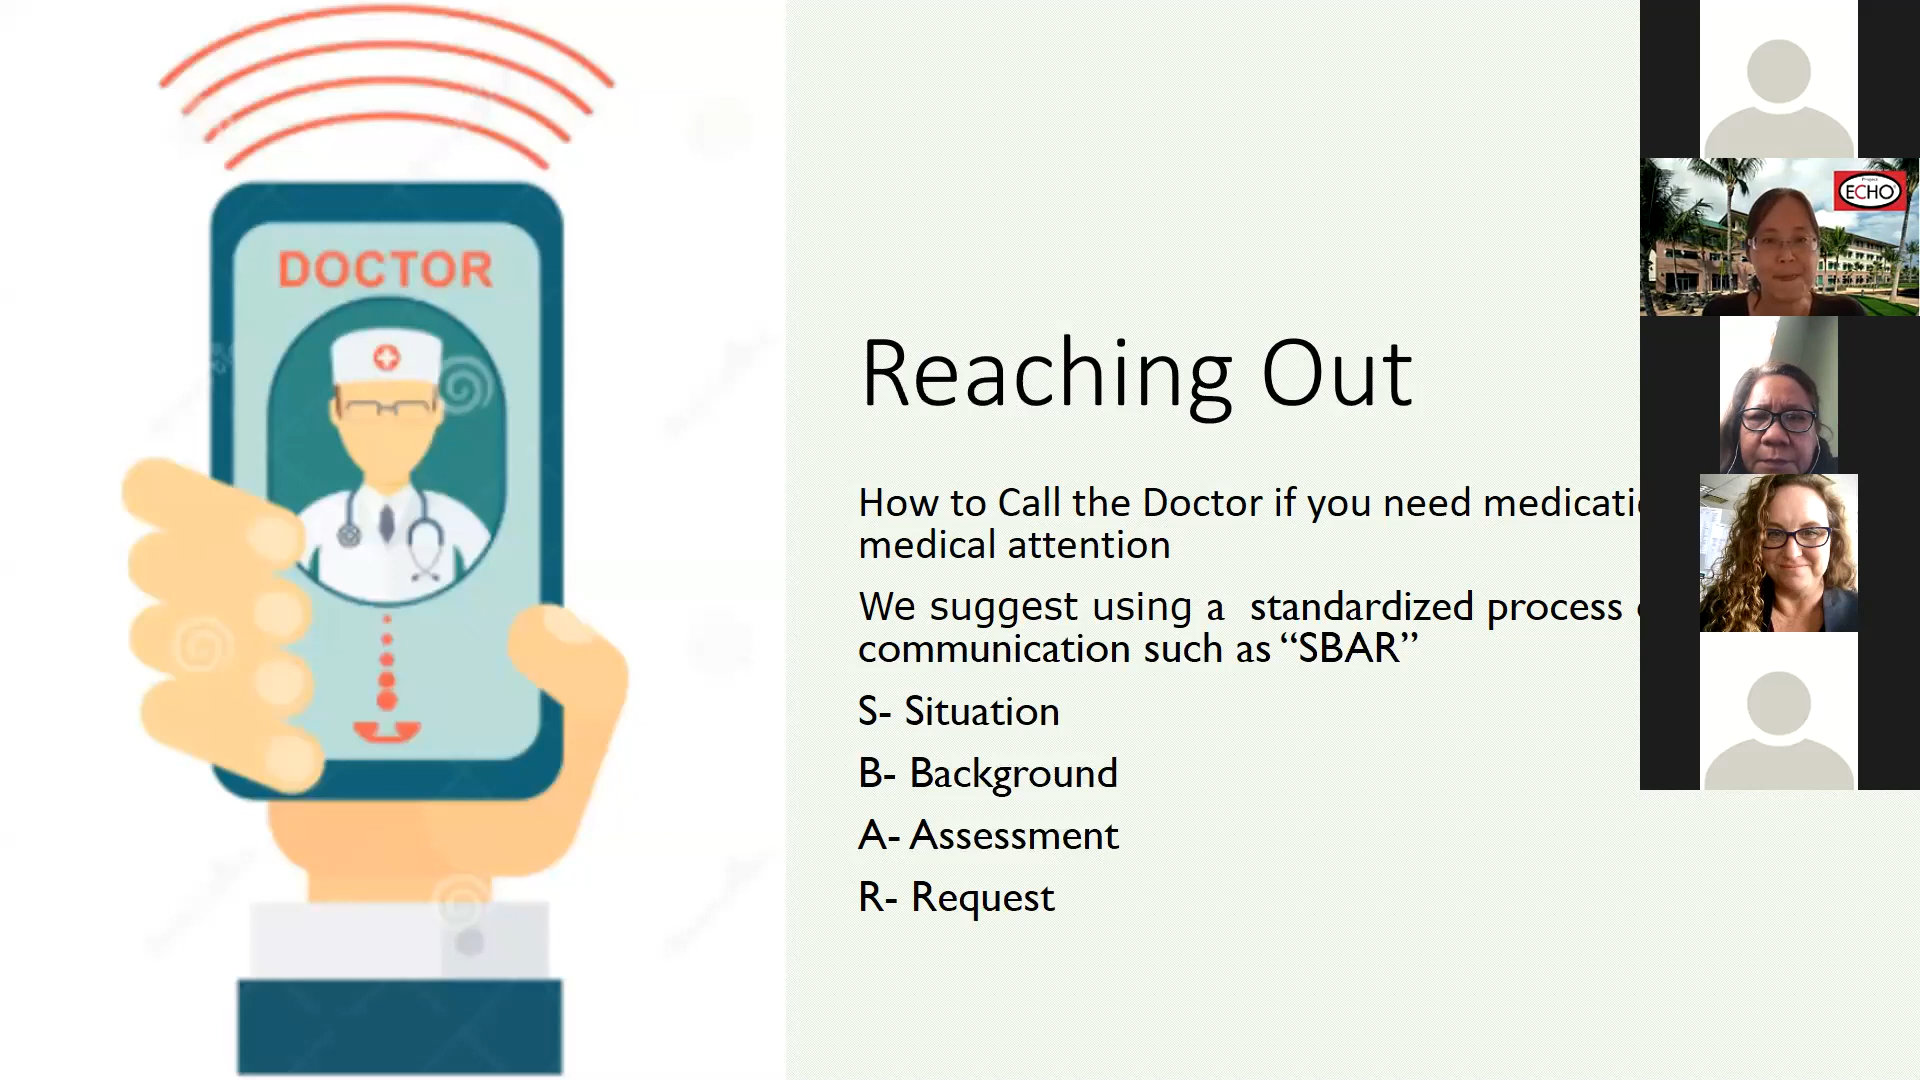 DOCTOR
Reaching Out
How to Call the Doctor if you need
medical attention
We suggest using a standardized process
communication such as “SBAR”
S- Situation
B- Background
A- Assessment
R- Request
Project
ECHO